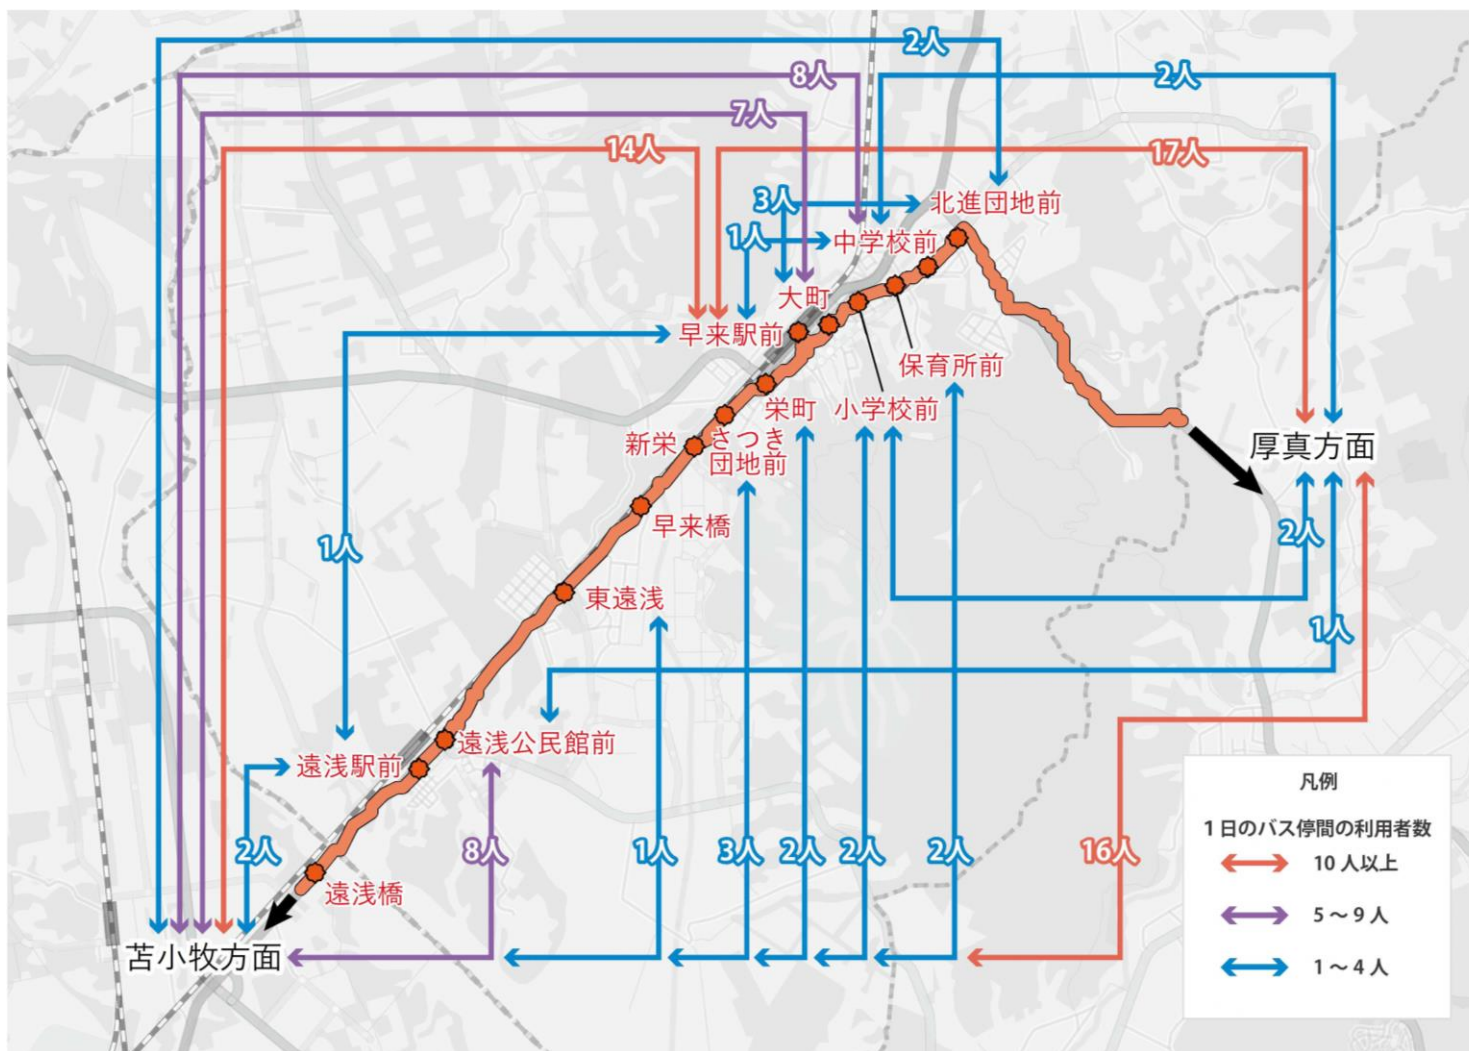 2人
8人
2人
7人
14人
17人
3人
北進団地前
1人
中学校前
大町
早来駅前
保育所前
栄町
小学校前
新栄
さつき
団地前
厚真方面
早来橋
2人
1人
東遠浅
1人
遠浅公民館前
遠浅駅前
凡例
1日のバス停間の利用者数
2人
8人
1人
3人
2人
2人
2人
16人
10人以上
遠浅橋
5～9人
苫小牧方面
1～4人